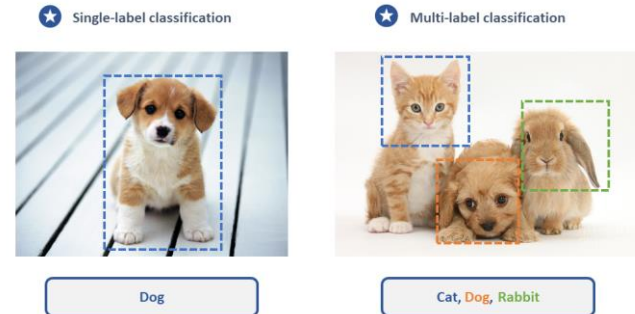 Single-label classification
Multi-label classification
Dog
Cat, Dog, Rabbit